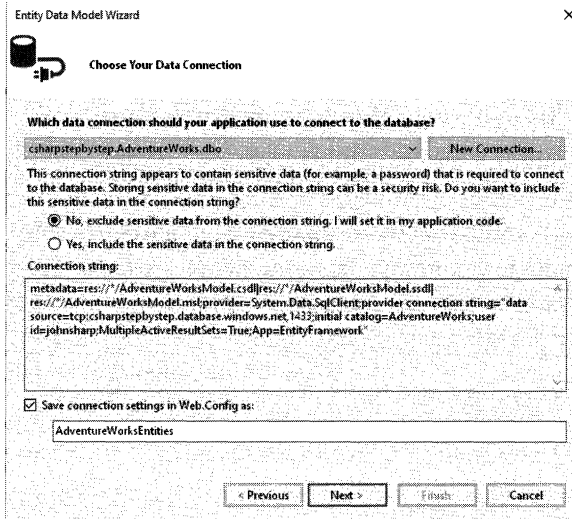 Entity Data Model Wizard
Choose Your Data Connection
Which data connection should your application use to connect to the database?
csharpstepbystep.AdventureWorks.dbo
New Connection...
This connection string appears to contain sensitive data (for example, a password) that is required to connect
to the database. Storing sensitive data in the connection string can be a security risk. Do you want to include
this sensitive data in the connection string?
No, exclude sensitive data from the connection string. I will set it in my application code.
Yes, include the sensitive data in the connection string.
Connection string:
metadata=res://*/AdventureWorksModel.csdl|res://*/AdventureWorksModel.ssdl|
res://*/AdventureWorksModel.msl;provider=System.Data.SqlClient;provider connection string="data
source=tcp:csharpstepbystep.database.windows.net,1433;initial catalog=AdventureWorks;user
id=johnsharp;MultipleActiveResultSets=True;App=EntityFramework"
Save connection settings in Web.Config as:
AdventureWorksEntities
< Previous
Next >
Finish
Cancel